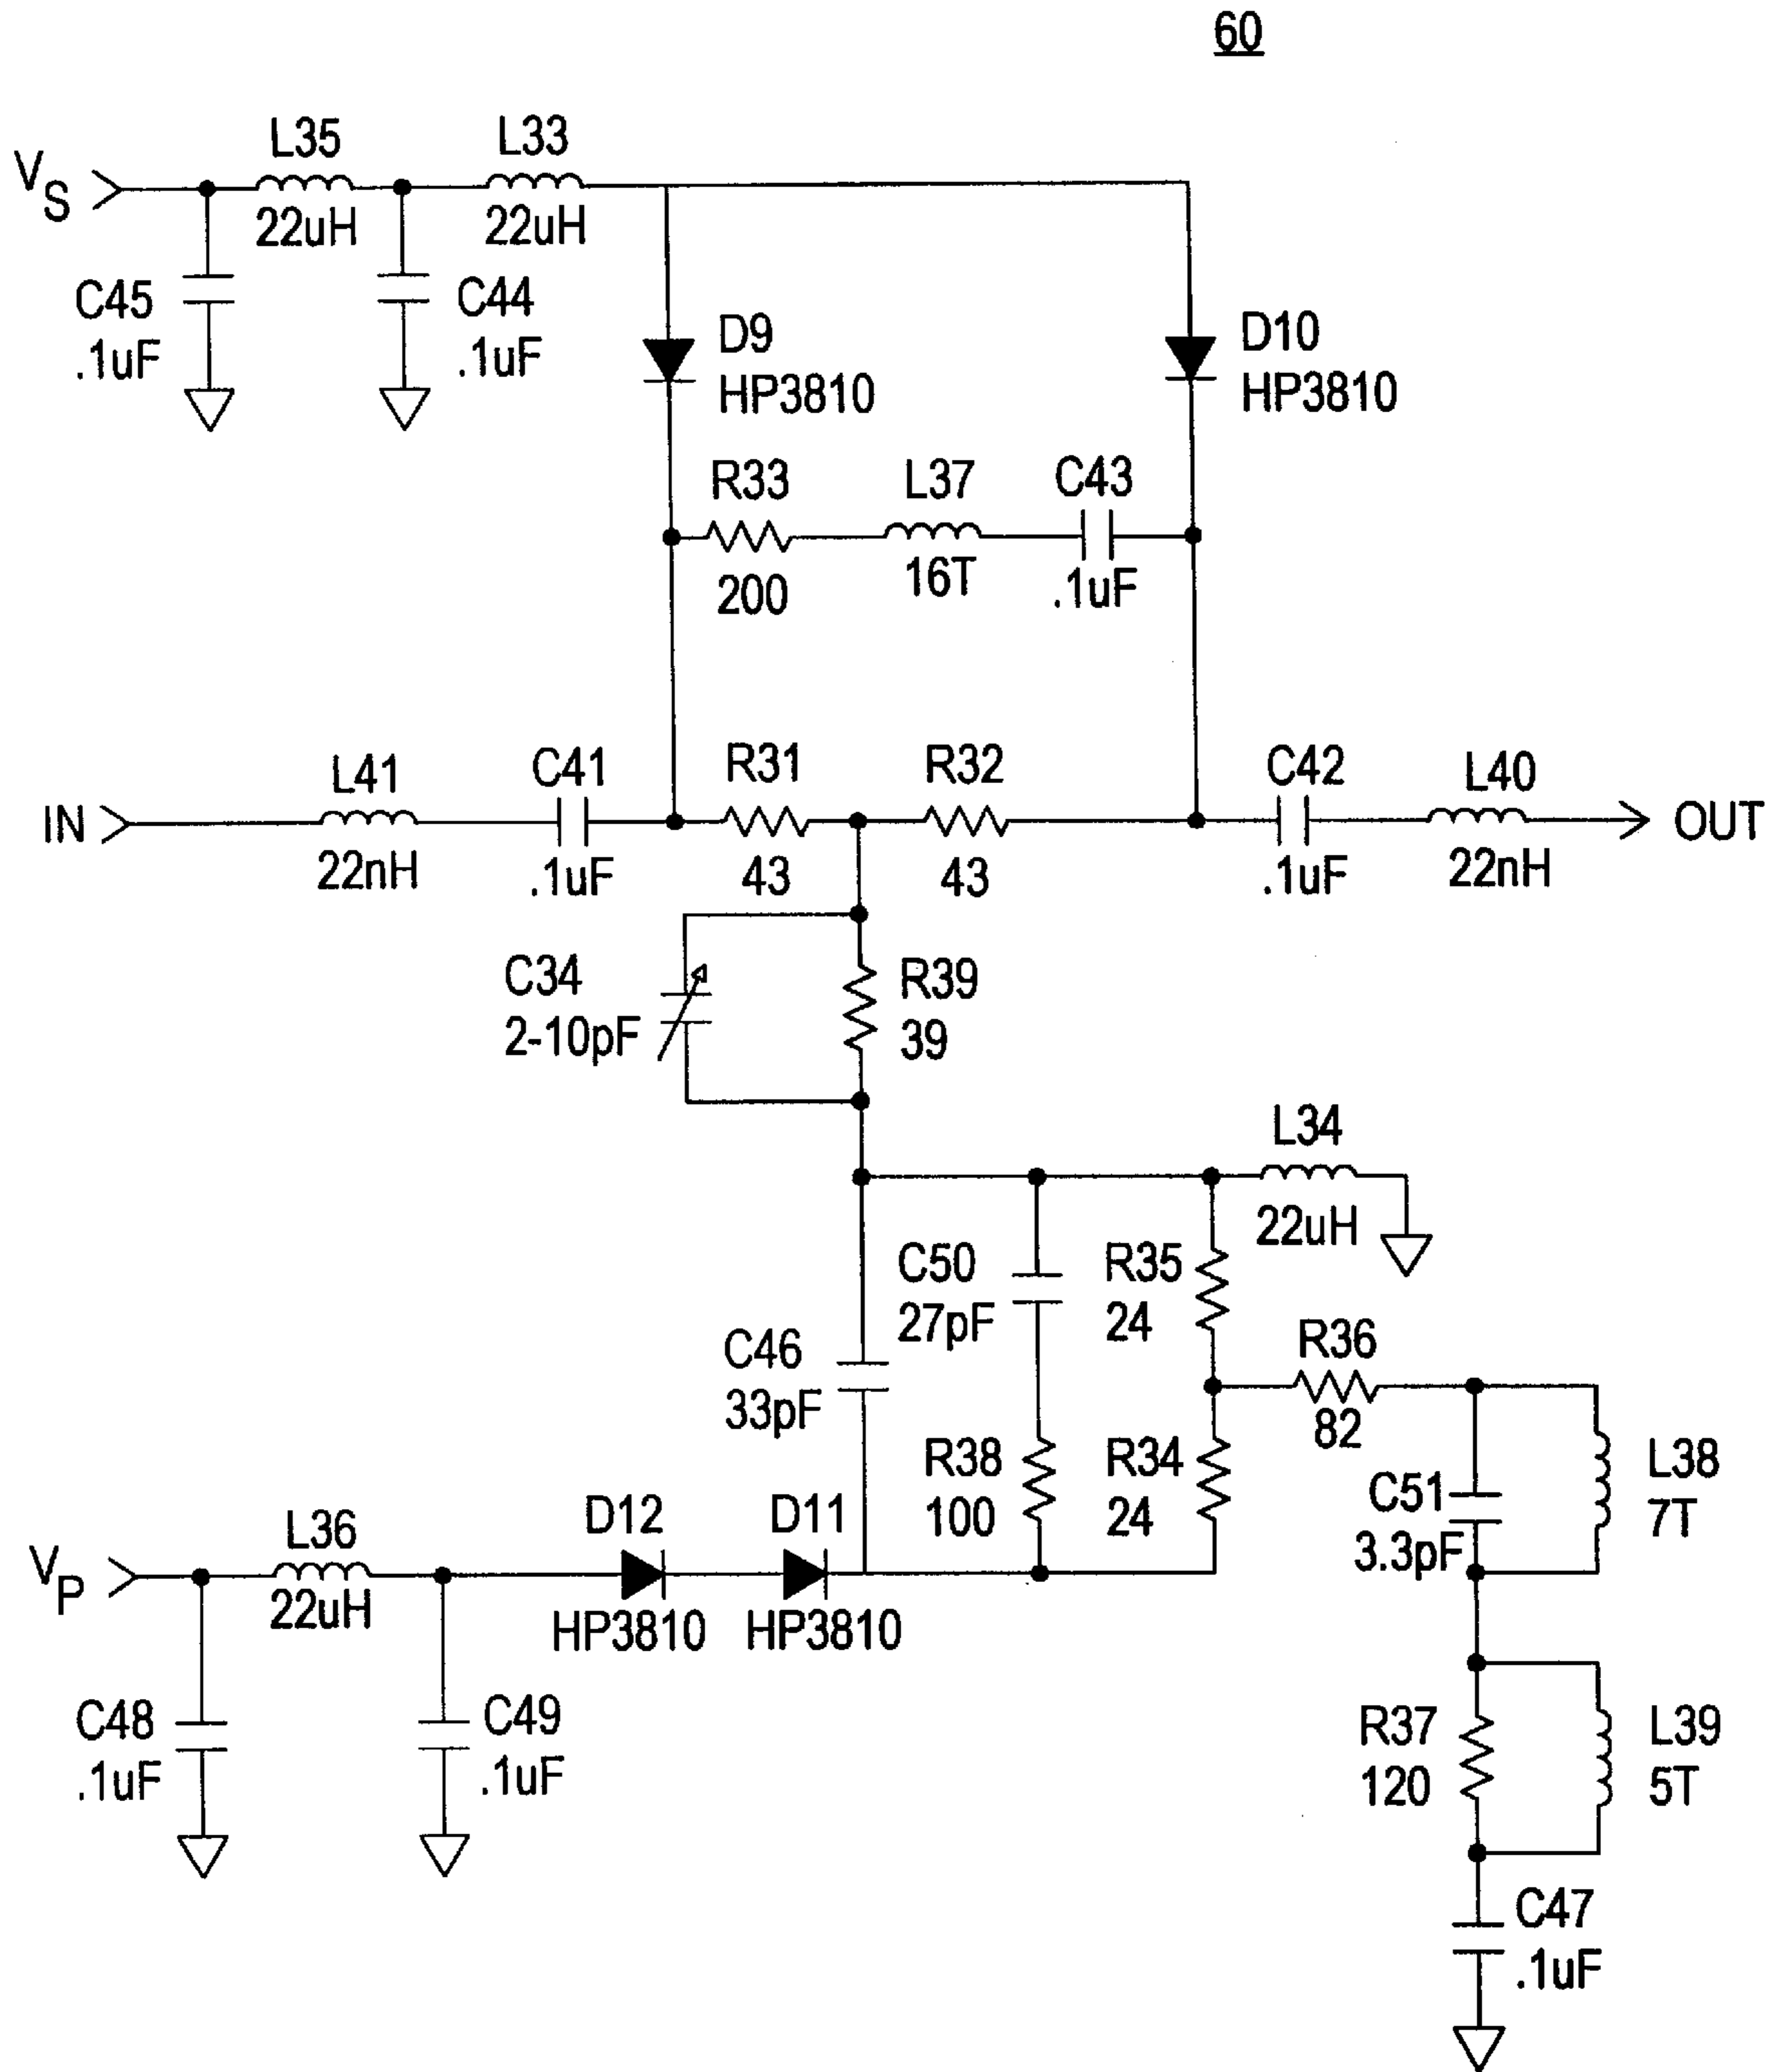 60
V
S
L35
22uH
L33
22uH
C45
.1uF
C44
.1uF
D9
HP3810
D10
HP3810
R33
200
L37
16T
C43
.1uF
IN
L41
22nH
C41
.1uF
R31
43
R32
43
C42
.1uF
L40
22nH
OUT
C34
2-10pF
R39
39
L34
22uH
C50
27pF
R35
24
C46
33pF
R36
82
R38
100
R34
24
C51
3.3pF
L38
7T
V
P
L36
22uH
D12
HP3810
D11
HP3810
C48
.1uF
C49
.1uF
R37
120
L39
5T
C47
.1uF